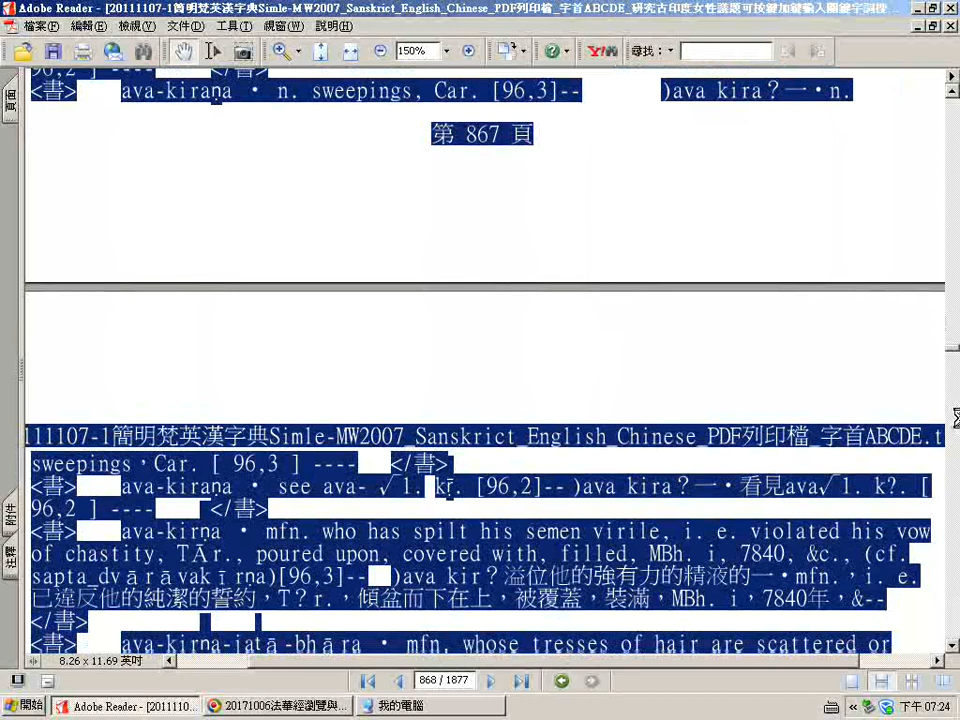 Adobe Reader - [20111107-1簡明梵英漢字典Simle-MW2007_Sanskrict_English_Chinese_PDF列印檔_字首ABCDE_研究古印度女性議題可按鍵加鍵輸入關鍵字詞搜
檔案(F) 編輯(E) 檢視(V) 文件(D) 工具(T) 視窗(W) 說明(H)
150% 尋找：
頁面
96,2 ] ---- </書>
<書> ava-kiraṇa • n. sweepings, Car. [96,3]-- )ava kira？一•n.
第 867 頁
111107-1簡明梵英漢字典Simle-MW2007_Sanskrict_English_Chinese_PDF列印檔_字首ABCDE.t
sweepings，Car. [ 96,3 ] ---- </書>
<書> ava-kiraṇa • see ava- √1. kṝ. [96,2]-- )ava kira？一•看見ava√1. k?. [
96,2 ] ---- </書>
<書> ava-kirṇa • mfn. who has spilt his semen virile, i. e. violated his vow
of chastity, TĀr., poured upon, covered with, filled, MBh. i, 7840, &c., (cf.
sapta_dvārāvakīrṇa)[96,3]-- )ava kir？溢位他的強有力的精液的一•mfn.，i. e.
已違反他的純潔的誓約，T？r.，傾盆而下在上，被覆蓋，裝滿，MBh. i，7840年，&--
</書>
<書> ava-kirṇa-jaṭā-bhāra • mfn. whose tresses of hair are scattered or
附件
注釋
8.26 x 11.69 英吋
868 / 1877
開始 Adobe Reader - [2011110... 20171006法華經瀏覽與... 我的電腦 下午 07:24